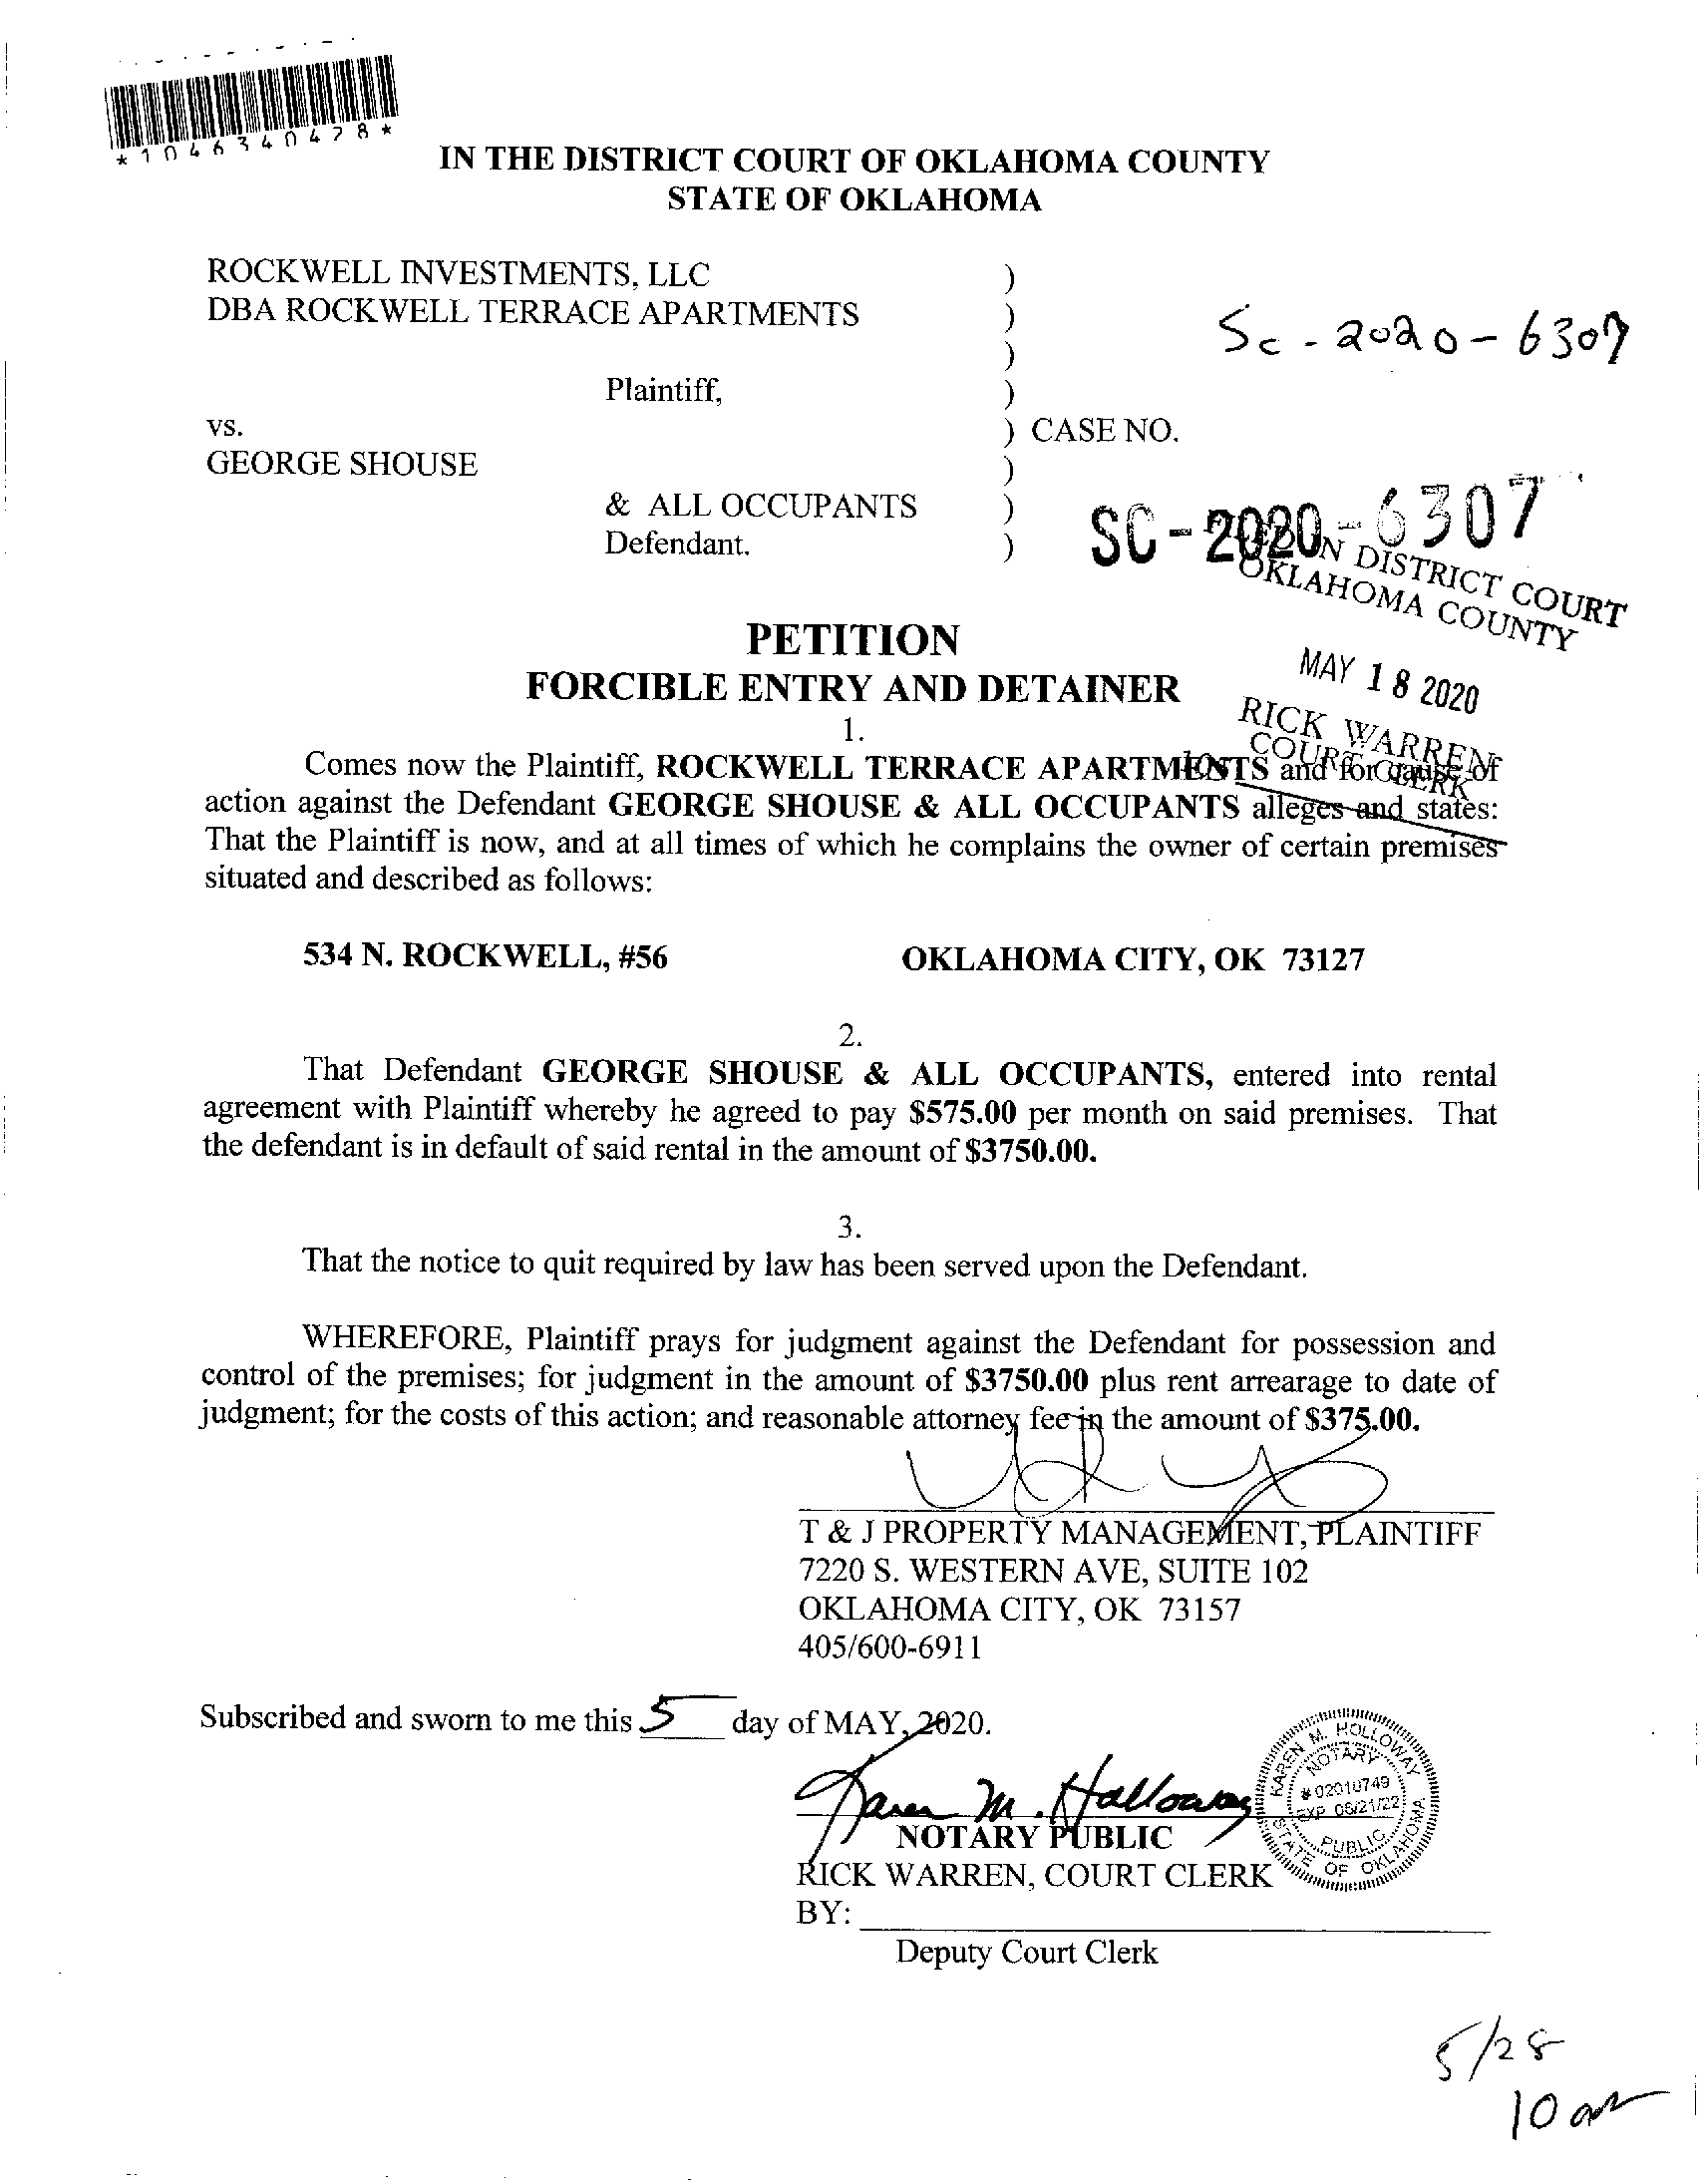 *1046340478*
IN THE DISTRICT COURT OF OKLAHOMA COUNTY
STATE OF OKLAHOMA
ROCKWELL INVESTMENTS, LLC )
DBA ROCKWELL TERRACE APARTMENTS )
Sc - 2020 - 6307
)
Plaintiff, )
vs. ) CASE NO.
GEORGE SHOUSE )
& ALL OCCUPANTS )
Defendant. )
SC - 2020 - 6307
IN DISTRICT COURT
OKLAHOMA COUNTY
MAY 18 2020
RICK WARREN
COURT CLERK
PETITION
FORCIBLE ENTRY AND DETAINER
1.
Comes now the Plaintiff, ROCKWELL TERRACE APARTMENTS and for cause of
action against the Defendant GEORGE SHOUSE & ALL OCCUPANTS alleges and states:
That the Plaintiff is now, and at all times of which he complains the owner of certain premises
situated and described as follows:
534 N. ROCKWELL, #56 OKLAHOMA CITY, OK 73127
2.
That Defendant GEORGE SHOUSE & ALL OCCUPANTS, entered into rental
agreement with Plaintiff whereby he agreed to pay $575.00 per month on said premises. That
the defendant is in default of said rental in the amount of $3750.00.
3.
That the notice to quit required by law has been served upon the Defendant.
WHEREFORE, Plaintiff prays for judgment against the Defendant for possession and
control of the premises; for judgment in the amount of $3750.00 plus rent arrearage to date of
judgment; for the costs of this action; and reasonable attorney fee in the amount of $375.00.
T & J PROPERTY MANAGEMENT, PLAINTIFF
7220 S. WESTERN AVE, SUITE 102
OKLAHOMA CITY, OK 73157
405/600-6911
Subscribed and sworn to me this 5 day of MAY, 2020.
Karen M. Holloway
NOTARY PUBLIC
KAREN M. HOLLOWAY
NOTARY
# 02010749
EXP. 06/21/22
PUBLIC
STATE OF OKLAHOMA
RICK WARREN, COURT CLERK
BY:
Deputy Court Clerk
5/28
10 am